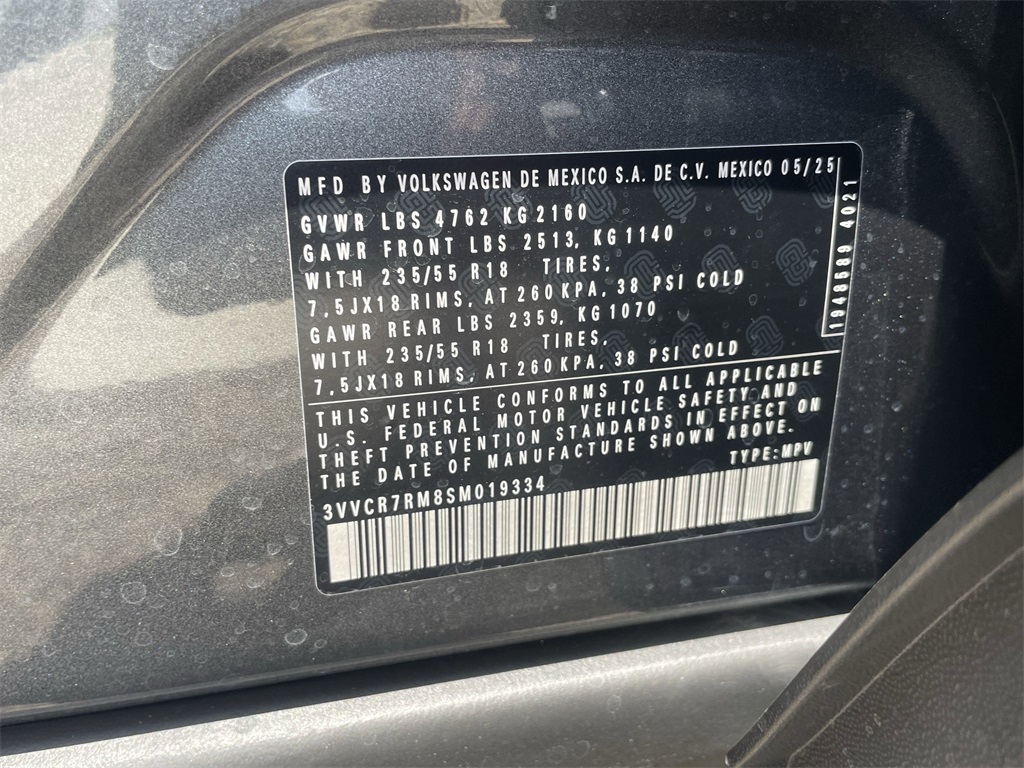 MFD BY VOLKSWAGEN DE MEXICO S.A. DE C.V. MEXICO 05/25
GVWR LBS 4762 KG 2160
GAWR FRONT LBS 2513, KG 1140
WITH 235/55 R18 TIRES,
7,5JX18 RIMS, AT 260 KPA, 38 PSI COLD
GAWR REAR LBS 2359, KG 1070
WITH 235/55 R18 TIRES,
7,5JX18 RIMS, AT 260 KPA, 38 PSI COLD
1948589 4021
THIS VEHICLE CONFORMS TO ALL APPLICABLE
U.S. FEDERAL MOTOR VEHICLE SAFETY AND
THEFT PREVENTION STANDARDS IN EFFECT ON
THE DATE OF MANUFACTURE SHOWN ABOVE.
TYPE:MPV
3VVCR7RM8SM019334